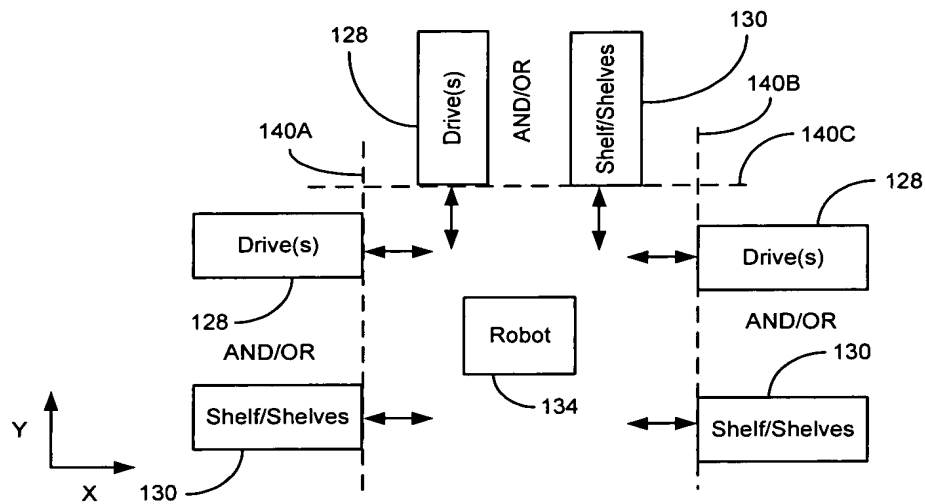 128
130
Drive(s)
AND/OR
Shelf/Shelves
140A
140B
140C
128
Drive(s)
Drive(s)
128
AND/OR
Robot
AND/OR
130
134
Shelf/Shelves
Shelf/Shelves
Y
X
130